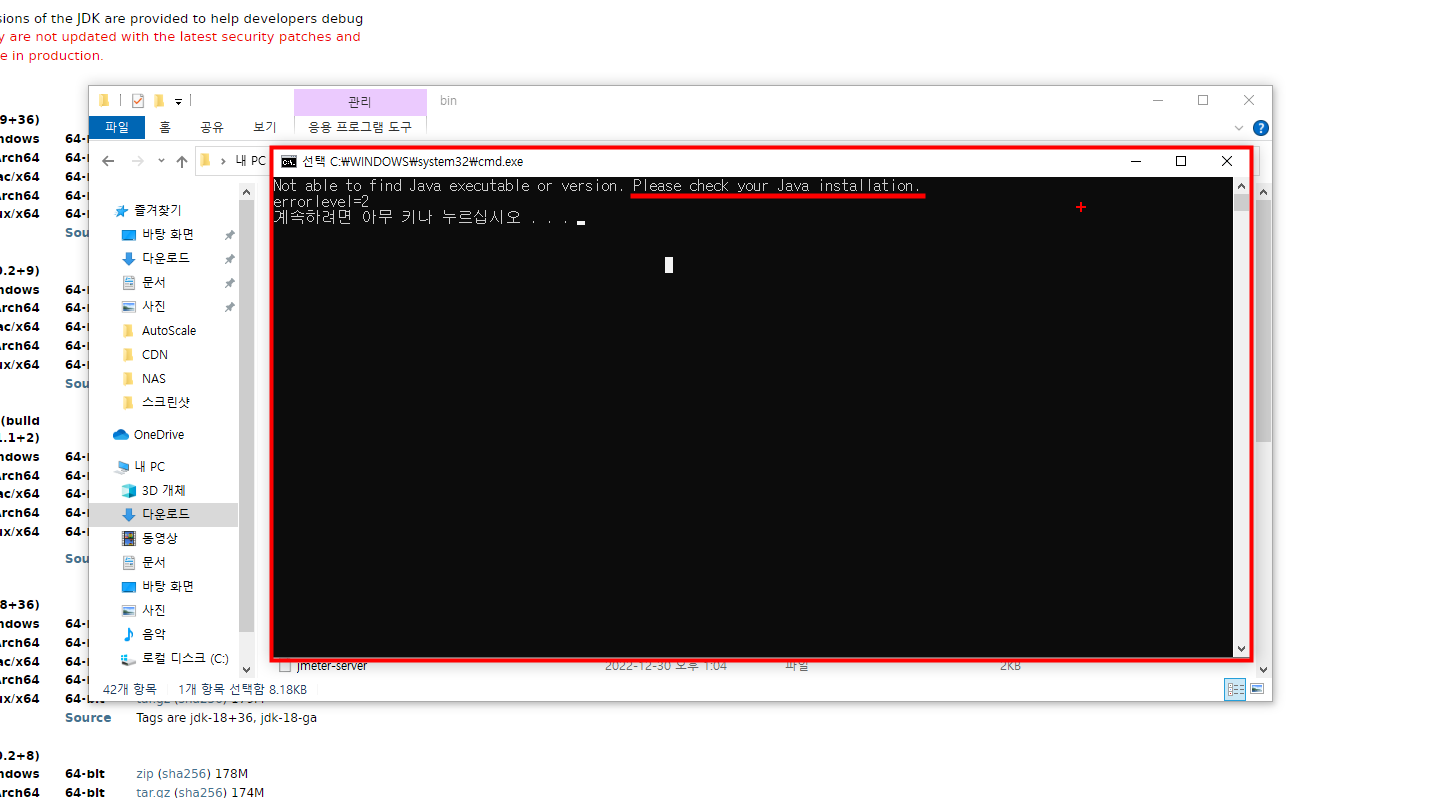 sions of the JDK are provided to help developers debug
y are not updated with the latest security patches and
e in production.
관리
bin
파일
홈
공유
보기
응용 프로그램 도구
내 PC
선택 C:₩WINDOWS₩system32₩cmd.exe
Not able to find Java executable or version. Please check your Java installation.
errorlevel=2
계속하려면 아무 키나 누르십시오 . . .
즐겨찾기
바탕 화면
다운로드
문서
사진
AutoScale
CDN
NAS
스크린샷
OneDrive
내 PC
3D 개체
다운로드
동영상
문서
바탕 화면
사진
음악
로컬 디스크 (C:)
jmeter-server 2022-12-30 오후 1:04 파일 2KB
42개 항목 1개 항목 선택함 8.18KB
9+36)
ndows 64-
Arch64 64-
ac/x64 64-
Arch64 64-
ux/x64 64-
Sou
0.2+9)
ndows 64-
Arch64 64-
ac/x64 64-
Arch64 64-
ux/x64 64-
Sou
(build
.1+2)
ndows 64-
Arch64 64-
ac/x64 64-
Arch64 64-
ux/x64 64-
Sou
8+36)
ndows 64-
Arch64 64-
ac/x64 64-
Arch64 64-
ux/x64 64-bit tar.gz (sha256)
Source Tags are jdk-18+36, jdk-18-ga
0.2+8)
ndows 64-bit zip (sha256) 178M
Arch64 64-bit tar.gz (sha256) 174M